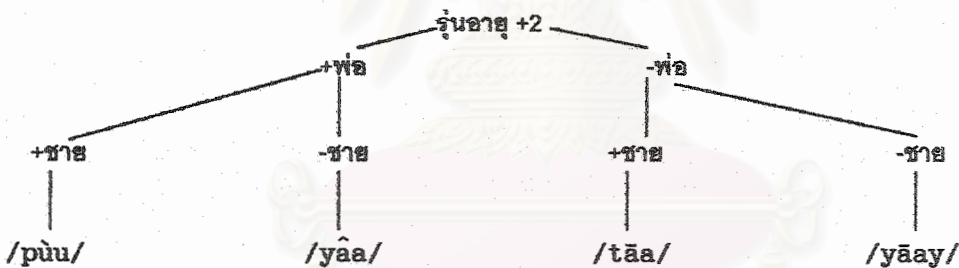 รุ่นอายุ +2
+พ่อ -พ่อ
+ชาย -ชาย +ชาย -ชาย
/pùu/ /yâa/ /tāa/ /yāay/